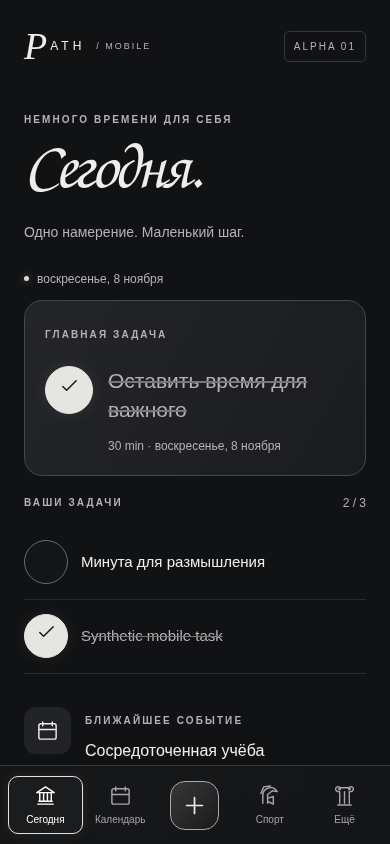 PATH / MOBILE
ALPHA 01
НЕМНОГО ВРЕМЕНИ ДЛЯ СЕБЯ
Сегодня.
Одно намерение. Маленький шаг.
воскресенье, 8 ноября
ГЛАВНАЯ ЗАДАЧА
Оставить время для
важного
30 min · воскресенье, 8 ноября
ВАШИ ЗАДАЧИ
2 / 3
Минута для размышления
Synthetic mobile task
БЛИЖАЙШЕЕ СОБЫТИЕ
Сосредоточенная учёба
Сегодня
Календарь
Спорт
Ещё